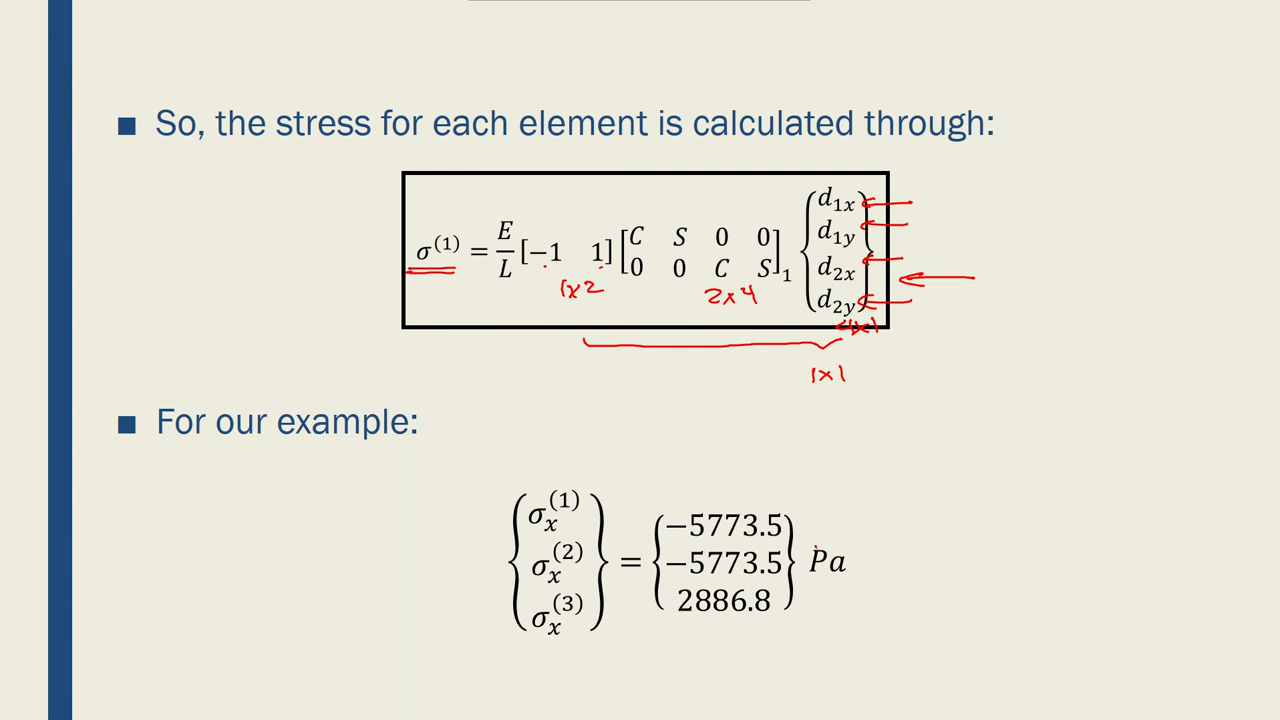 ■ So, the stress for each element is calculated through:
σ⁽¹⁾ = E/L [−1 1] [C S 0 0; 0 0 C S]₁ {d₁ₓ; d₁ᵧ; d₂ₓ; d₂ᵧ}
1x2 2x4 4x1
1x1
■ For our example:
{σₓ⁽¹⁾; σₓ⁽²⁾; σₓ⁽³⁾} = {−5773.5; −5773.5; 2886.8} Pa